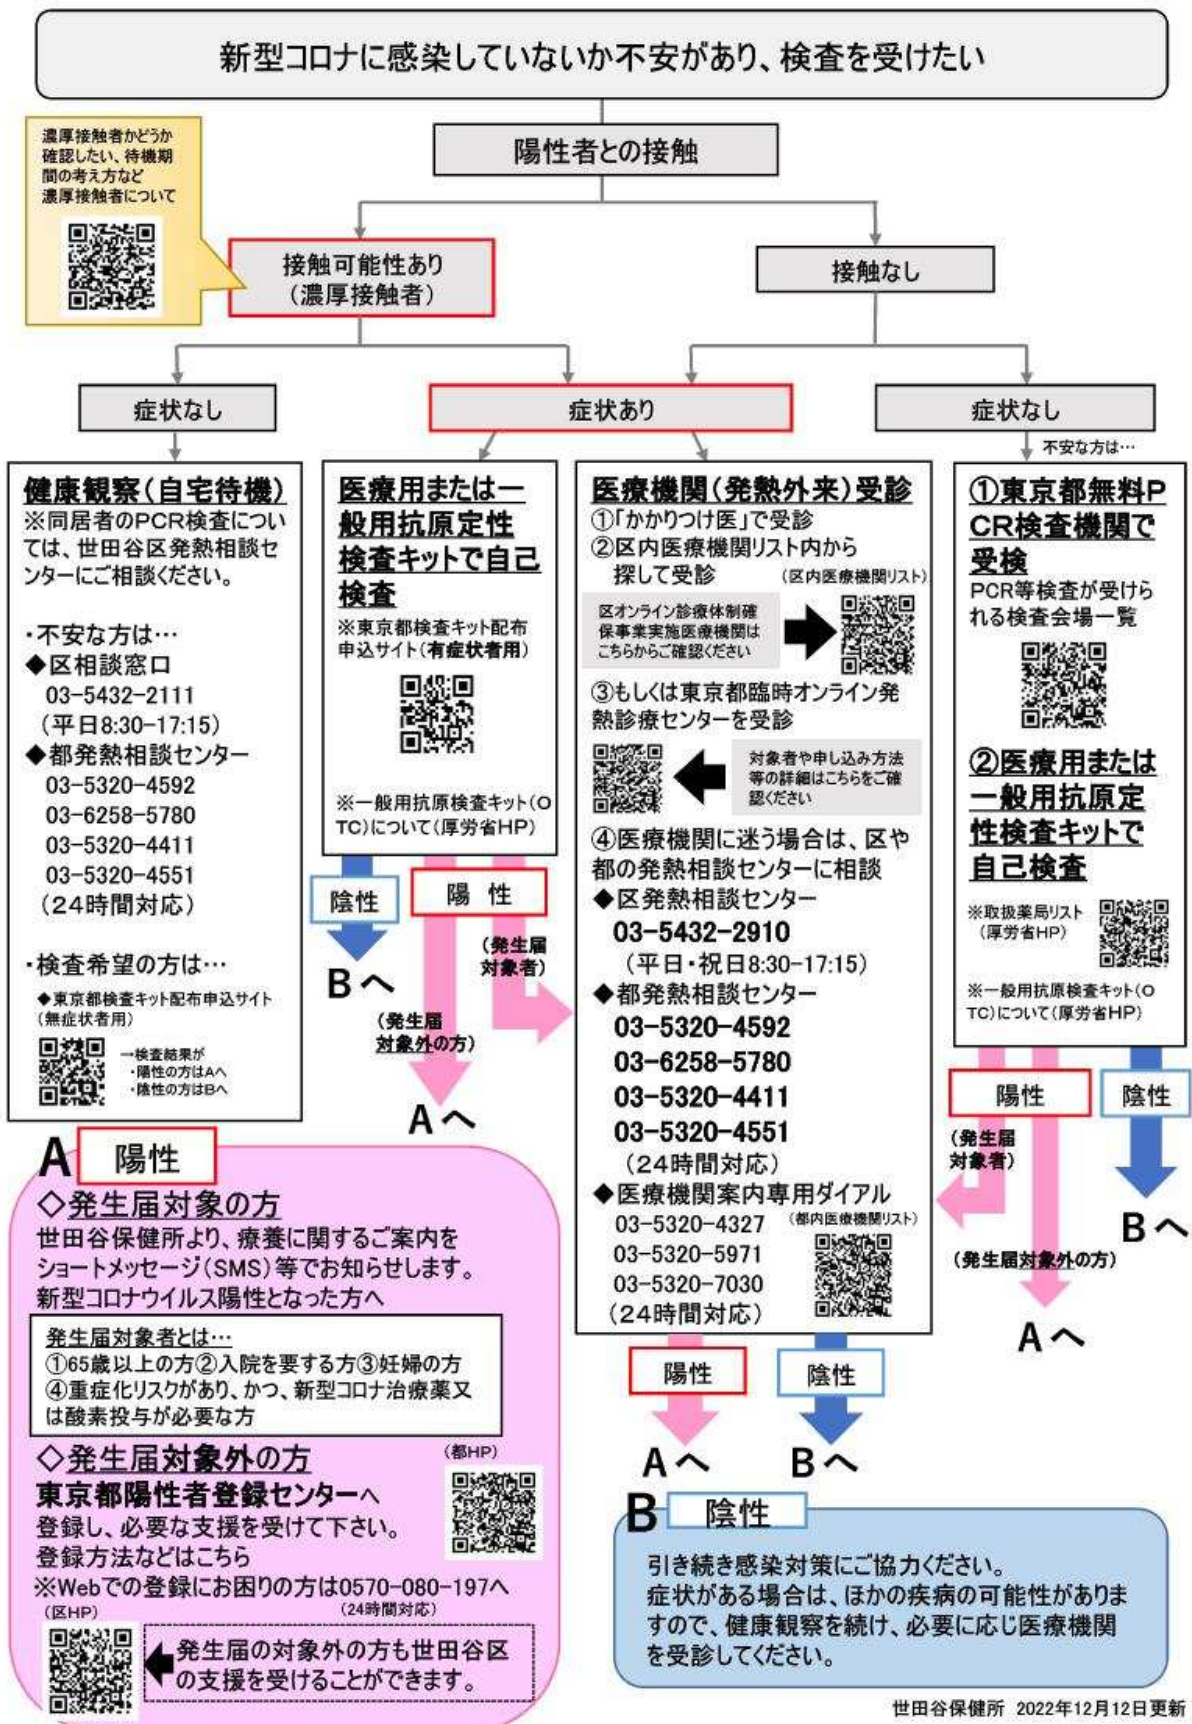 新型コロナに感染していないか不安があり、検査を受けたい
濃厚接触者かどうか
確認したい、待機期
間の考え方など
濃厚接触者について
陽性者との接触
接触可能性あり
（濃厚接触者）
接触なし
症状なし
症状あり
症状なし
不安な方は…
健康観察（自宅待機）
※同居者のPCR検査につい
ては、世田谷区発熱相談セ
ンターにご相談ください。
・不安な方は…
◆区相談窓口
03-5432-2111
（平日8:30-17:15）
◆都発熱相談センター
03-5320-4592
03-6258-5780
03-5320-4411
03-5320-4551
（24時間対応）
・検査希望の方は…
◆東京都検査キット配布申込サイト
（無症状者用）
→検査結果が
・陽性の方はAへ
・陰性の方はBへ
医療用または一
般用抗原定性
検査キットで自己
検査
※東京都検査キット配布
申込サイト（有症状者用）
※一般用抗原検査キット（O
TC）について（厚労省HP）
陰性
Bへ
陽 性
（発生届
対象者）
（発生届
対象外の方）
Aへ
医療機関（発熱外来）受診
①「かかりつけ医」で受診
②区内医療機関リスト内から
探して受診
（区内医療機関リスト）
区オンライン診療体制確
保事業実施医療機関は
こちらからご確認ください
③もしくは東京都臨時オンライン発
熱診療センターを受診
対象者や申し込み方法
等の詳細はこちらをご確
認ください
④医療機関に迷う場合は、区や
都の発熱相談センターに相談
◆区発熱相談センター
03-5432-2910
（平日・祝日8:30-17:15）
◆都発熱相談センター
03-5320-4592
03-6258-5780
03-5320-4411
03-5320-4551
（24時間対応）
◆医療機関案内専用ダイアル
03-5320-4327
（都内医療機関リスト）
03-5320-5971
03-5320-7030
（24時間対応）
陽性
陰性
Aへ
Bへ
①東京都無料P
CR検査機関で
受検
PCR等検査が受けら
れる検査会場一覧
②医療用または
一般用抗原定
性検査キットで
自己検査
※取扱薬局リスト
（厚労省HP）
※一般用抗原検査キット（O
TC）について（厚労省HP）
陽性
陰性
（発生届
対象者）
Bへ
（発生届対象外の方）
Aへ
A 陽性
◇発生届対象の方
世田谷保健所より、療養に関するご案内を
ショートメッセージ（SMS）等でお知らせします。
新型コロナウイルス陽性となった方へ
発生届対象者とは…
①65歳以上の方②入院を要する方③妊婦の方
④重症化リスクがあり、かつ、新型コロナ治療薬又
は酸素投与が必要な方
◇発生届対象外の方
（都HP）
東京都陽性者登録センターへ
登録し、必要な支援を受けて下さい。
登録方法などはこちら
※Webでの登録にお困りの方は0570-080-197へ
（区HP）
（24時間対応）
発生届の対象外の方も世田谷区
の支援を受けることができます。
B 陰性
引き続き感染対策にご協力ください。
症状がある場合は、ほかの疾病の可能性がありま
すので、健康観察を続け、必要に応じ医療機関
を受診してください。
世田谷保健所 2022年12月12日更新